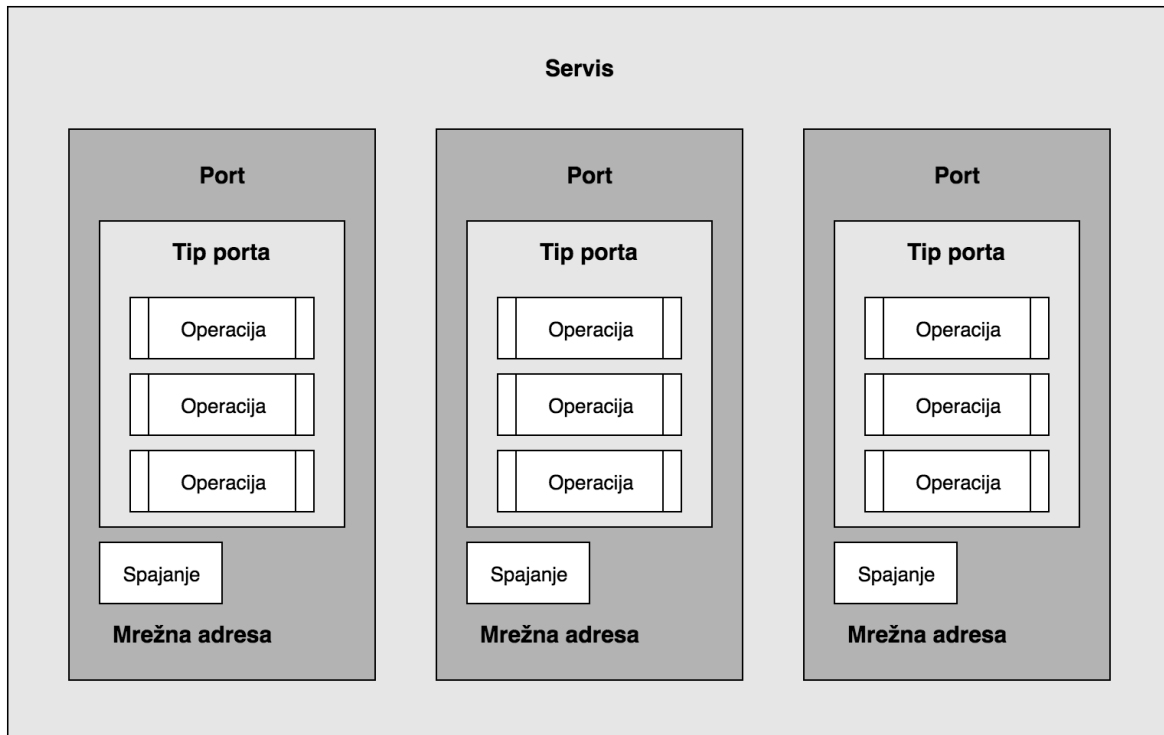 Servis
Port
Tip porta
Operacija
Operacija
Operacija
Spajanje
Mrežna adresa
Port
Tip porta
Operacija
Operacija
Operacija
Spajanje
Mrežna adresa
Port
Tip porta
Operacija
Operacija
Operacija
Spajanje
Mrežna adresa